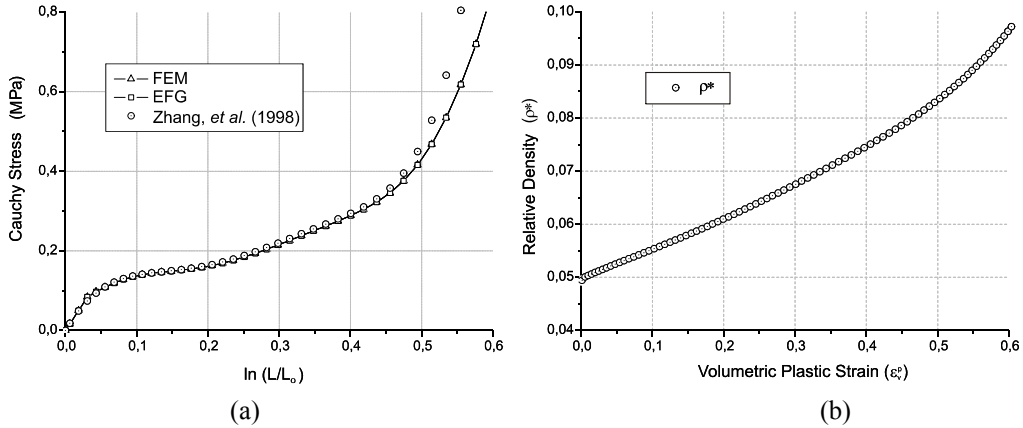 0,8
0,6
0,4
0,2
0,0
Cauchy Stress (MPa)
FEM
EFG
Zhang, et al. (1998)
0,0 0,1 0,2 0,3 0,4 0,5 0,6
ln (L/L₀)
(a)
0,10
0,09
0,08
0,07
0,06
0,05
0,04
Relative Density (ρ*)
ρ*
0,1 0,2 0,3 0,4 0,5 0,6
Volumetric Plastic Strain (εᵥᵖ)
(b)